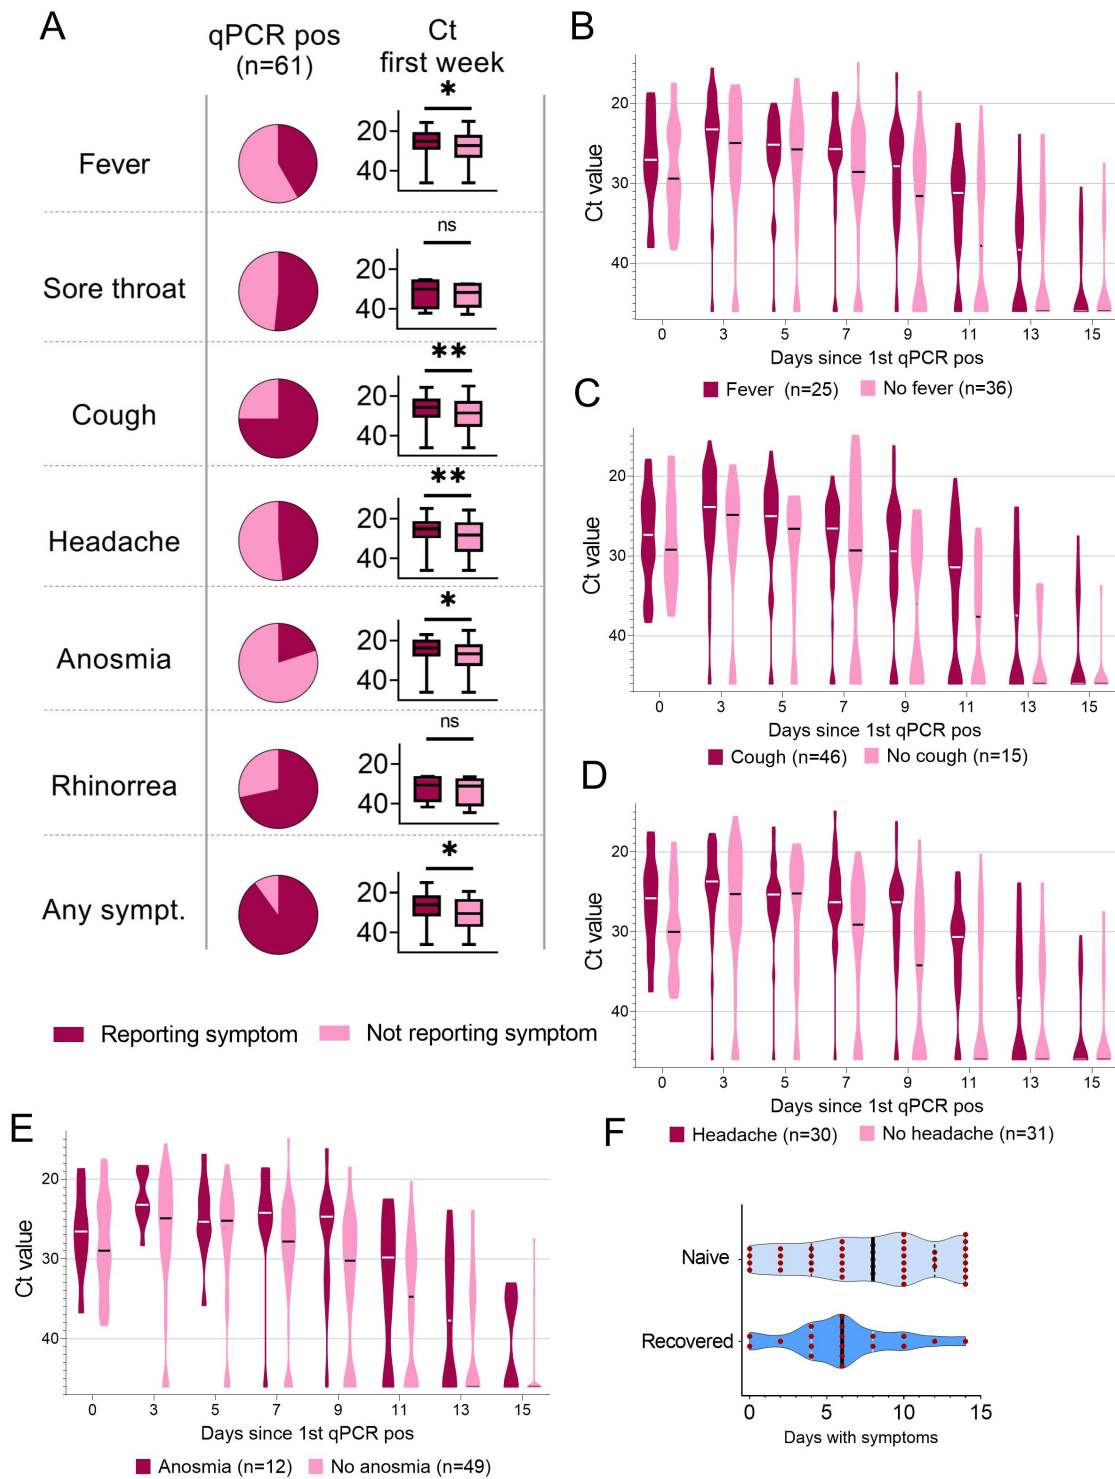 A
qPCR pos
(n=61)
Ct
first week
Fever
20
40
*
Sore throat
20
40
ns
Cough
20
40
**
Headache
20
40
**
Anosmia
20
40
*
Rhinorrea
20
40
ns
Any sympt.
20
40
*
Reporting symptom Not reporting symptom
B
Ct value
20
30
40
0 3 5 7 9 11 13 15
Days since 1st qPCR pos
Fever (n=25) No fever (n=36)
C
Ct value
20
30
40
0 3 5 7 9 11 13 15
Days since 1st qPCR pos
Cough (n=46) No cough (n=15)
D
Ct value
20
30
40
0 3 5 7 9 11 13 15
Days since 1st qPCR pos
Headache (n=30) No headache (n=31)
E
Ct value
20
30
40
0 3 5 7 9 11 13 15
Days since 1st qPCR pos
Anosmia (n=12) No anosmia (n=49)
F
Naive
Recovered
0 5 10 15
Days with symptoms